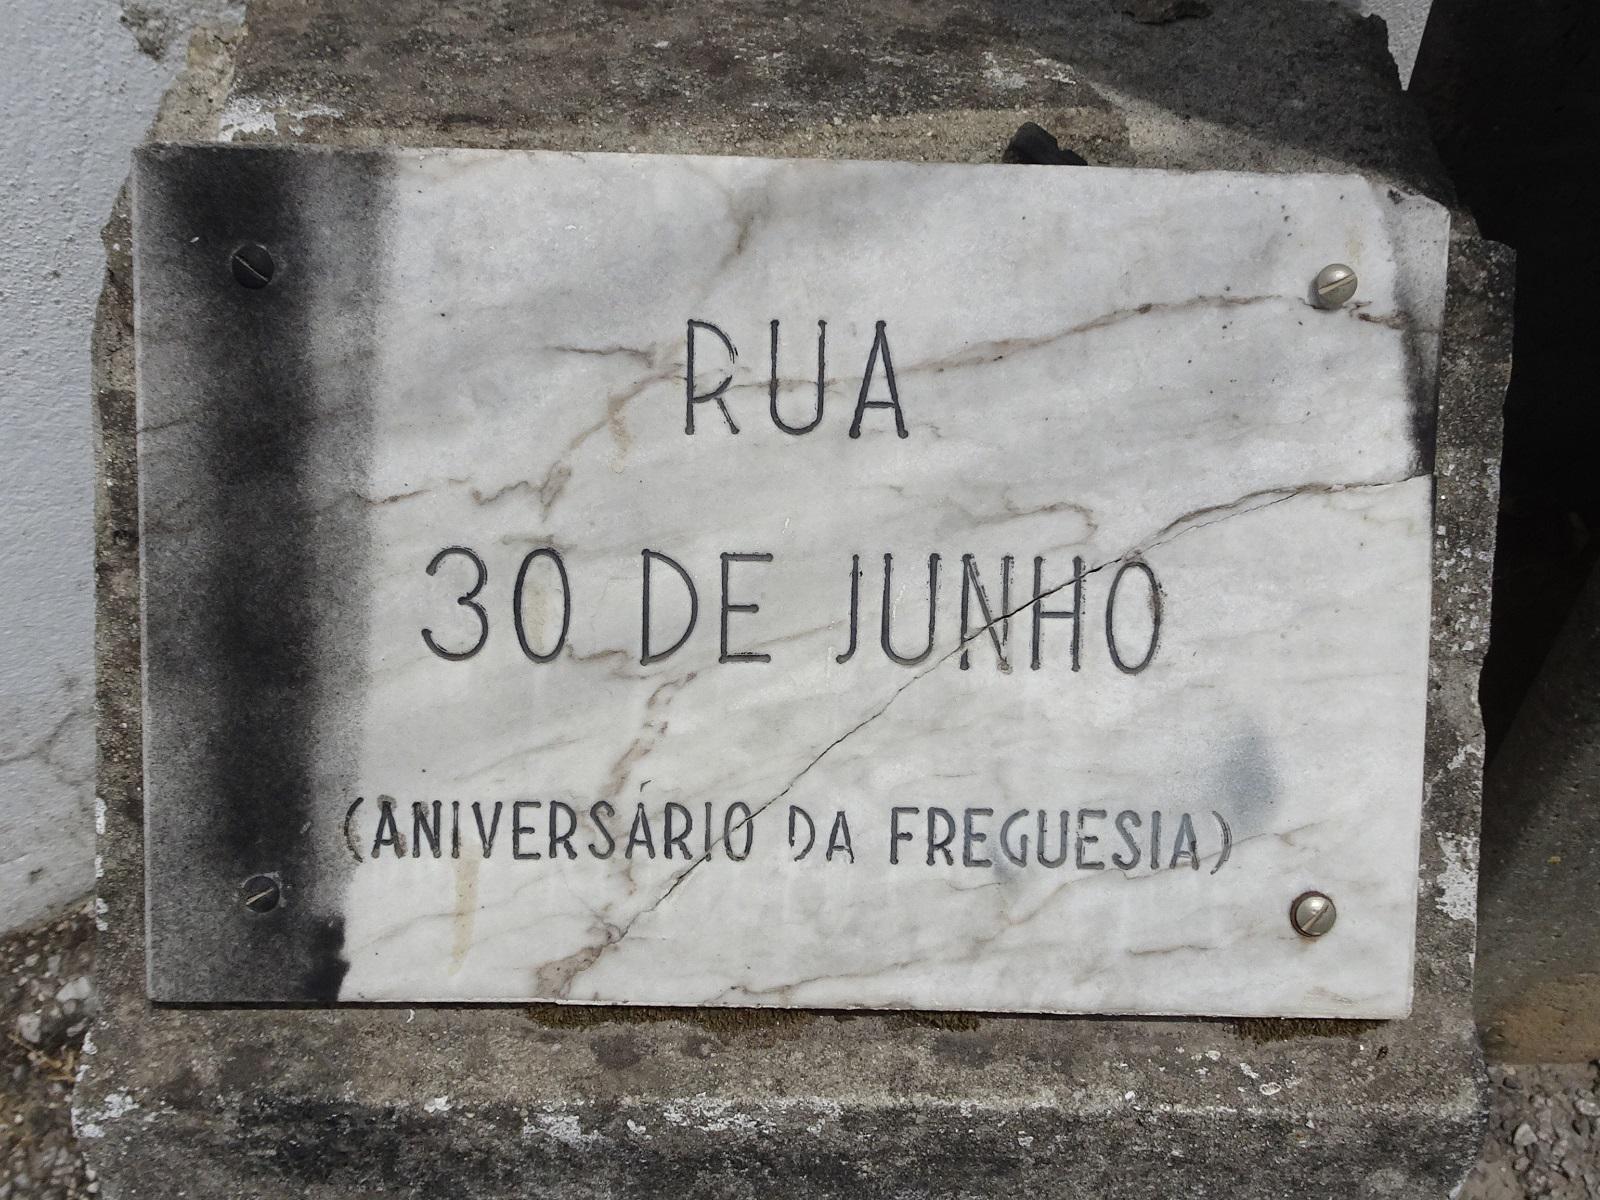 RUA
30 DE JUNHO
(ANIVERSÁRIO DA FREGUESIA)